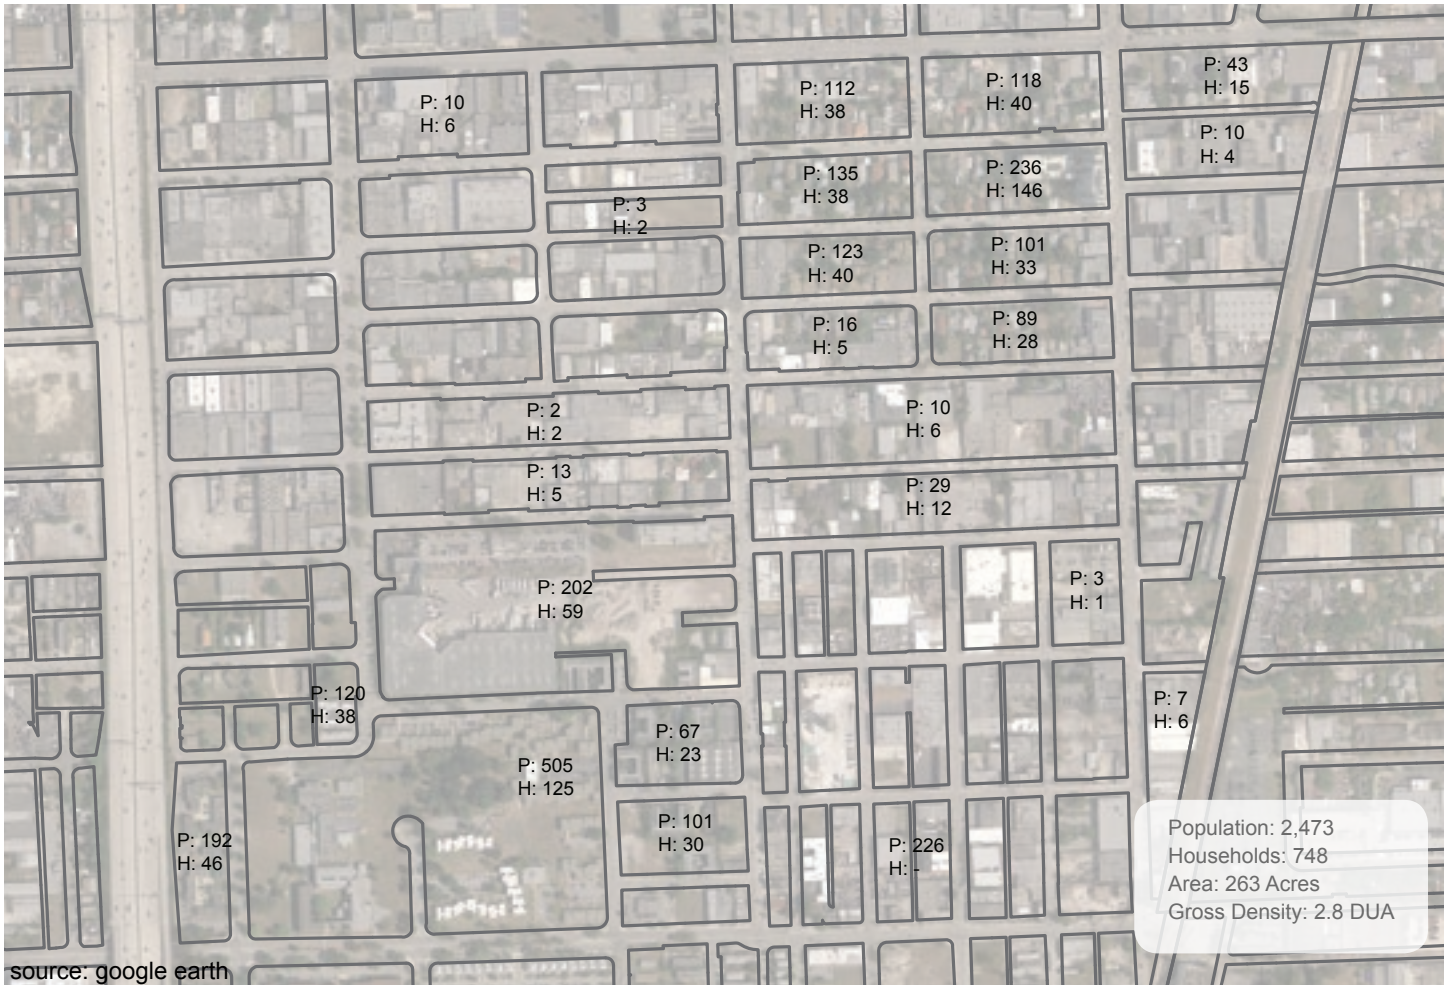 P: 10
H: 6
P: 112
H: 38
P: 118
H: 40
P: 43
H: 15
P: 10
H: 4
P: 3
H: 2
P: 135
H: 38
P: 236
H: 146
P: 123
H: 40
P: 101
H: 33
P: 16
H: 5
P: 89
H: 28
P: 2
H: 2
P: 10
H: 6
P: 13
H: 5
P: 29
H: 12
P: 202
H: 59
P: 3
H: 1
P: 120
H: 38
P: 67
H: 23
P: 7
H: 6
P: 505
H: 125
P: 192
H: 46
P: 101
H: 30
P: 226
H: -
Population: 2,473
Households: 748
Area: 263 Acres
Gross Density: 2.8 DUA
source: google earth